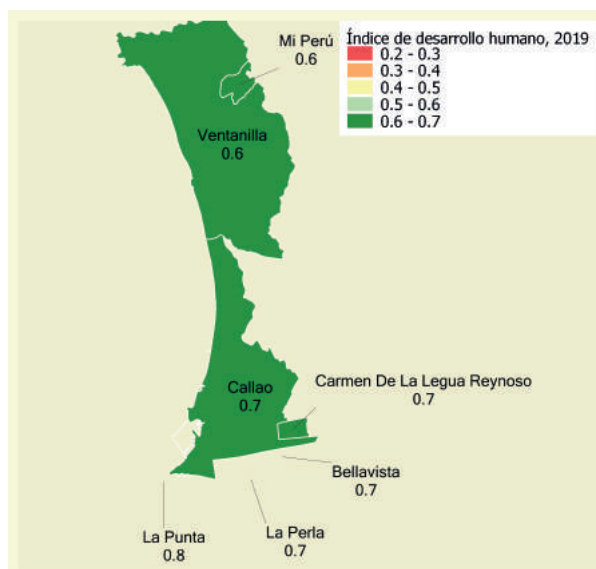 Índice de desarrollo humano, 2019
0.2 - 0.3
0.3 - 0.4
0.4 - 0.5
0.5 - 0.6
0.6 - 0.7
Mi Perú
0.6
Ventanilla
0.6
Callao
0.7
Carmen De La Legua Reynoso
0.7
Bellavista
0.7
La Perla
0.7
La Punta
0.8